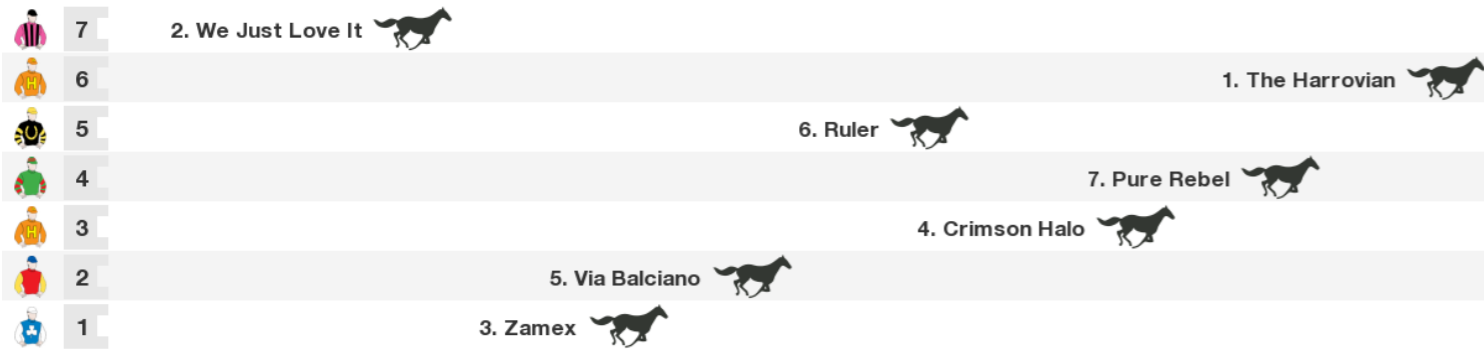 7 2. We Just Love It
H 6 1. The Harrovian
5 6. Ruler
4 7. Pure Rebel
H 3 4. Crimson Halo
2 5. Via Balciano
1 3. Zamex